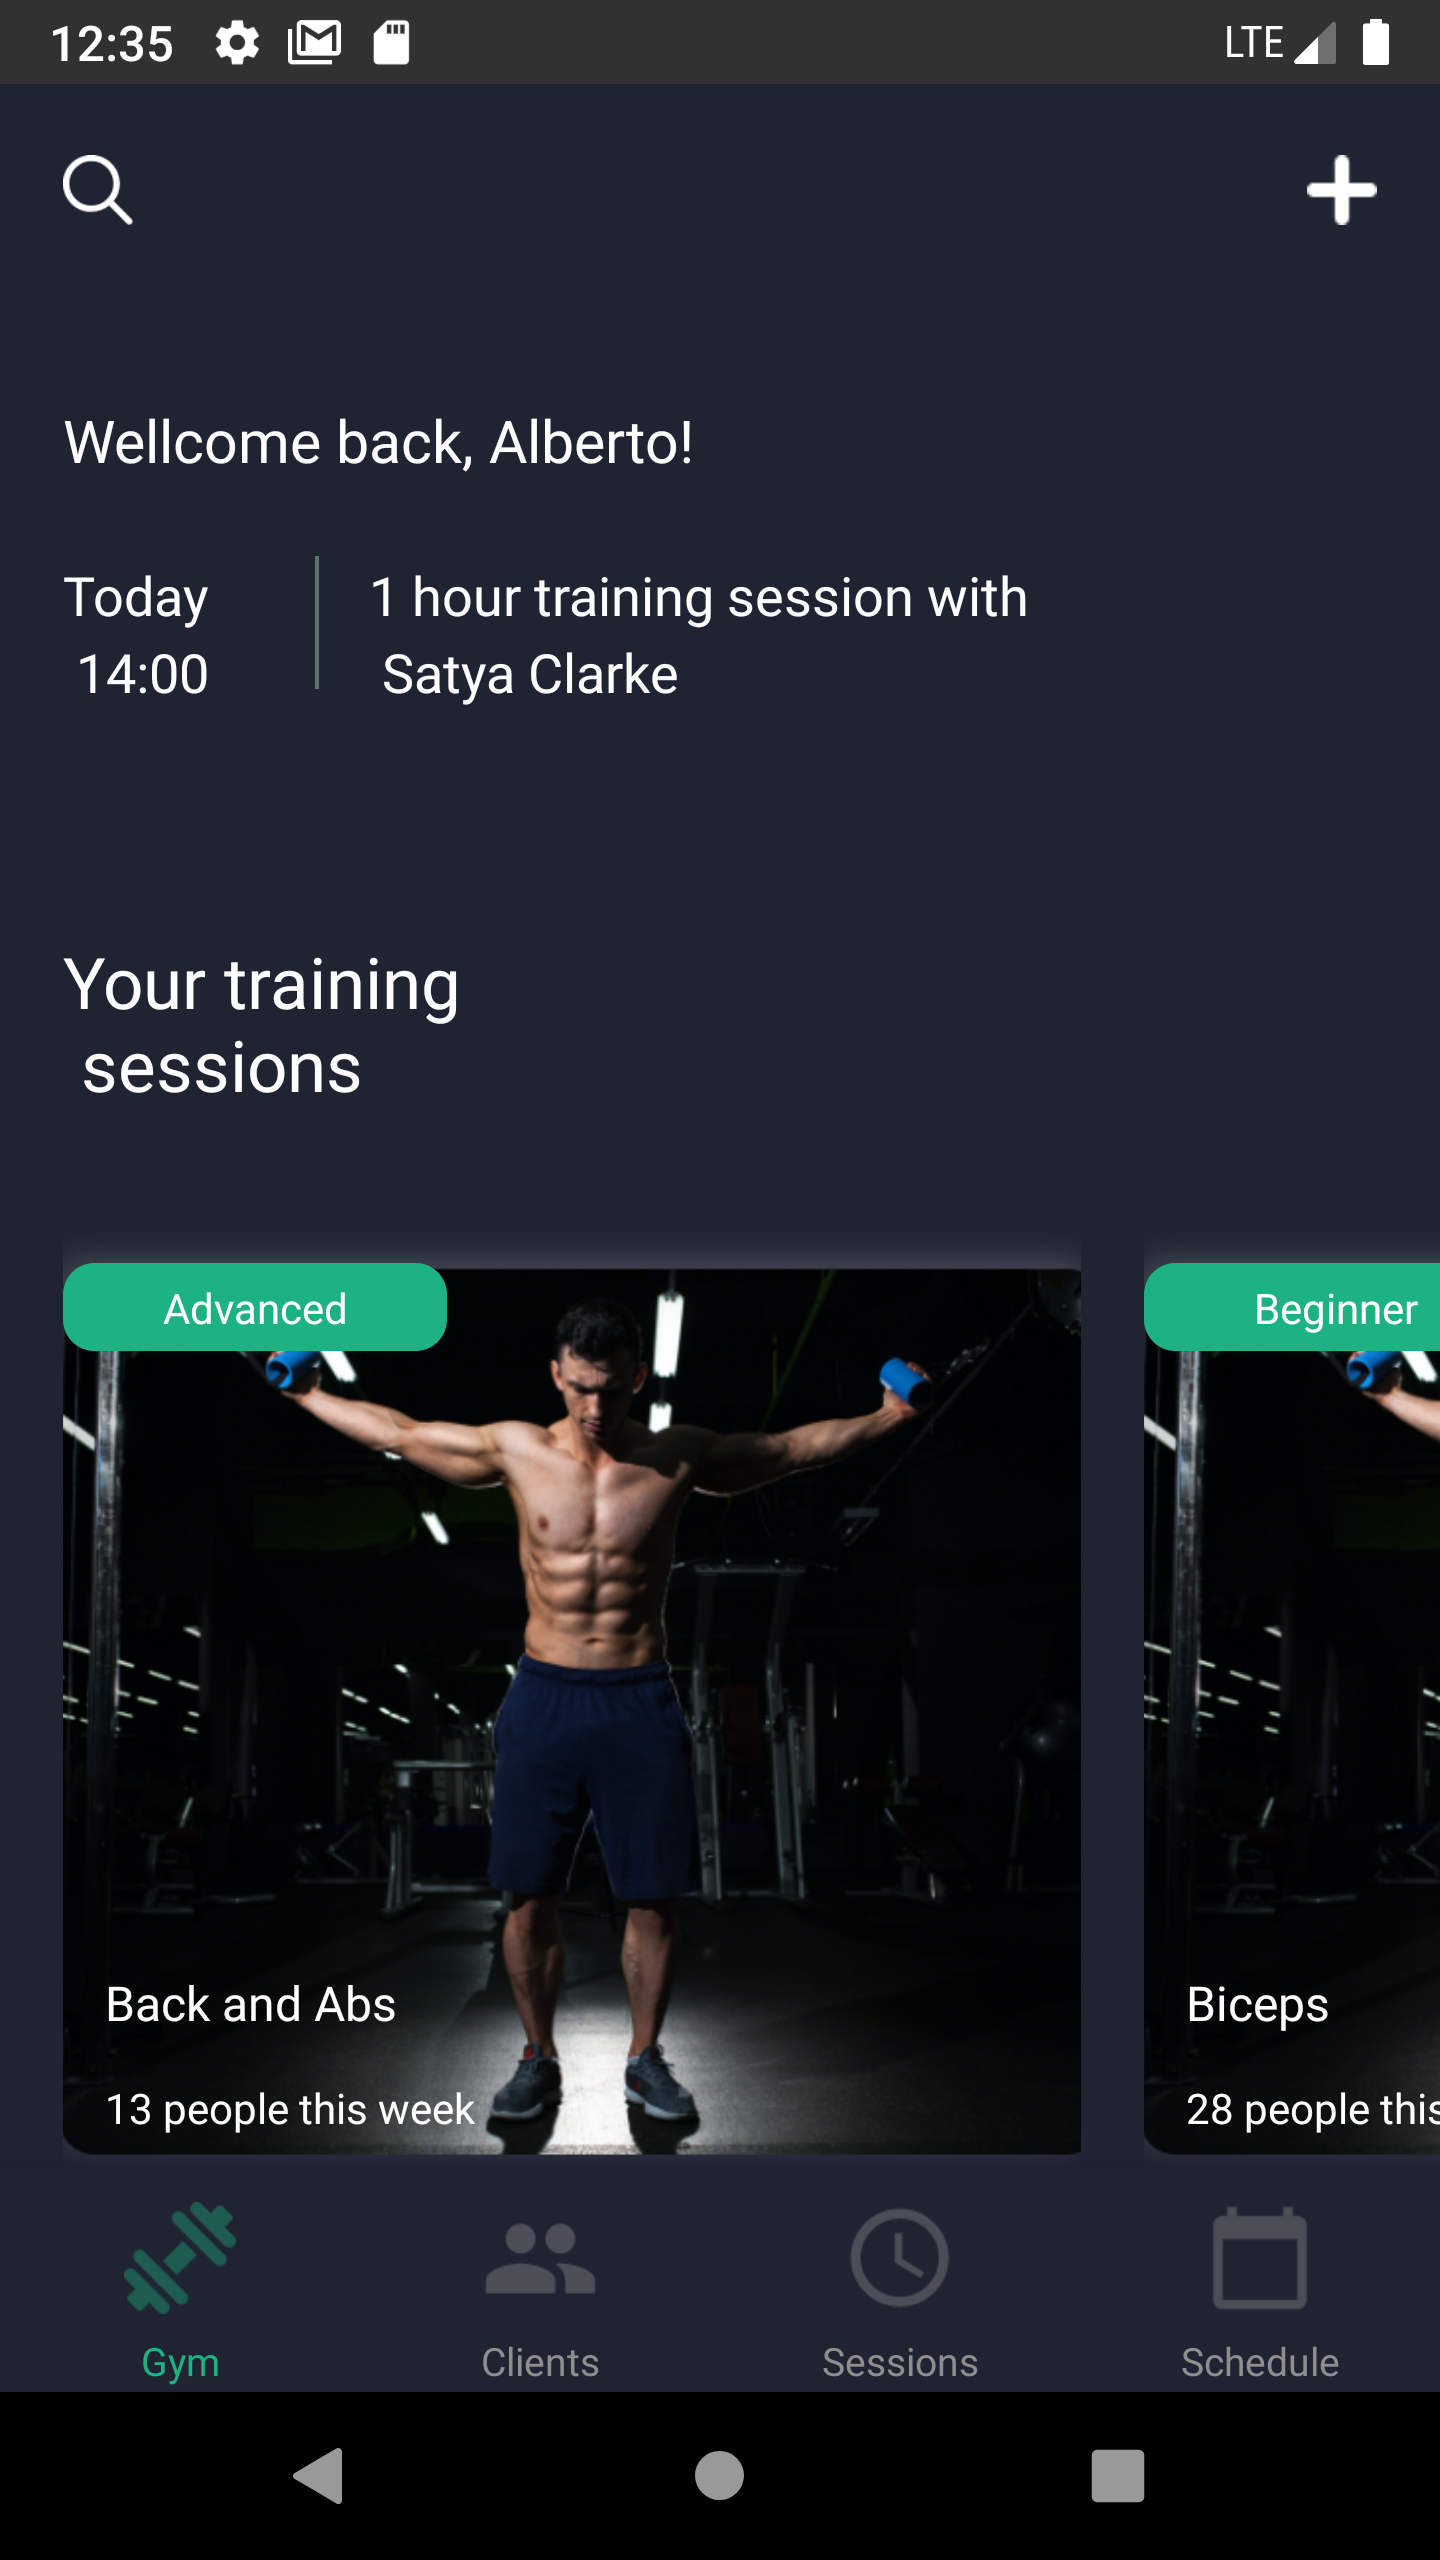 12:35
LTE
Wellcome back, Alberto!
Today
14:00
1 hour training session with
Satya Clarke
Your training
sessions
Advanced
Beginner
Back and Abs
13 people this week
Biceps
28 people this
Gym
Clients
Sessions
Schedule